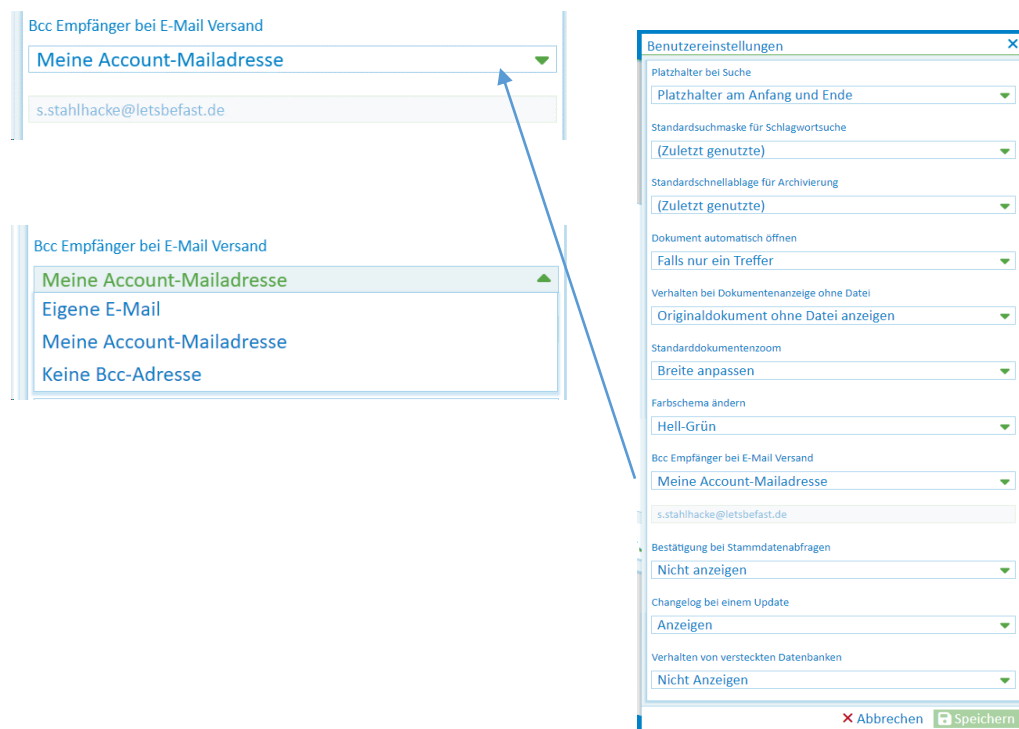 Bcc Empfänger bei E-Mail Versand
Meine Account-Mailadresse
s.stahlhacke@letsbefast.de
Bcc Empfänger bei E-Mail Versand
Meine Account-Mailadresse
Eigene E-Mail
Meine Account-Mailadresse
Keine Bcc-Adresse
Benutzereinstellungen
Platzhalter bei Suche
Platzhalter am Anfang und Ende
Standardsuchmaske für Schlagwortsuche
(Zuletzt genutzte)
Standardschnellablage für Archivierung
(Zuletzt genutzte)
Dokument automatisch öffnen
Falls nur ein Treffer
Verhalten bei Dokumentenanzeige ohne Datei
Originaldokument ohne Datei anzeigen
Standarddokumentenzoom
Breite anpassen
Farbschema ändern
Hell-Grün
Bcc Empfänger bei E-Mail Versand
Meine Account-Mailadresse
s.stahlhacke@letsbefast.de
Bestätigung bei Stammdatenabfragen
Nicht anzeigen
Changelog bei einem Update
Anzeigen
Verhalten von versteckten Datenbanken
Nicht Anzeigen
Abbrechen Speichern